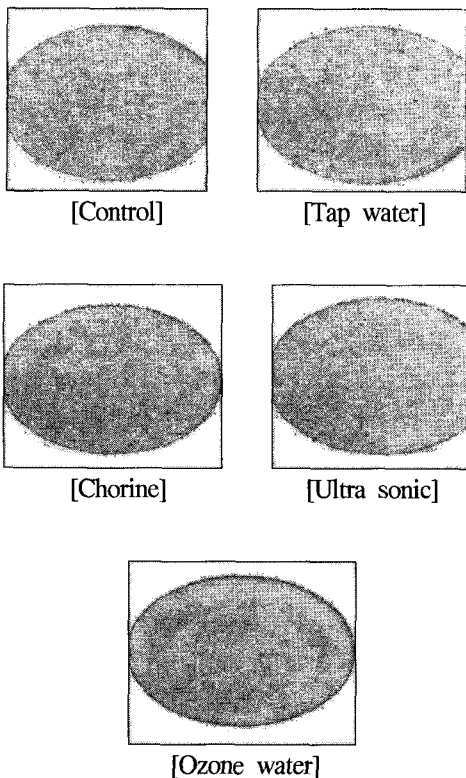 [Control]
[Tap water]
[Chorine]
[Ultra sonic]
[Ozone water]